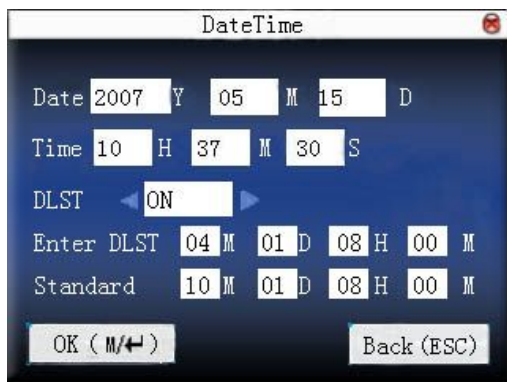 DateTime
Date 2007 Y 05 M 15 D
Time 10 H 37 M 30 S
DLST ON
Enter DLST 04 M 01 D 08 H 00 M
Standard 10 M 01 D 08 H 00 M
OK (M/↵) Back(ESC)